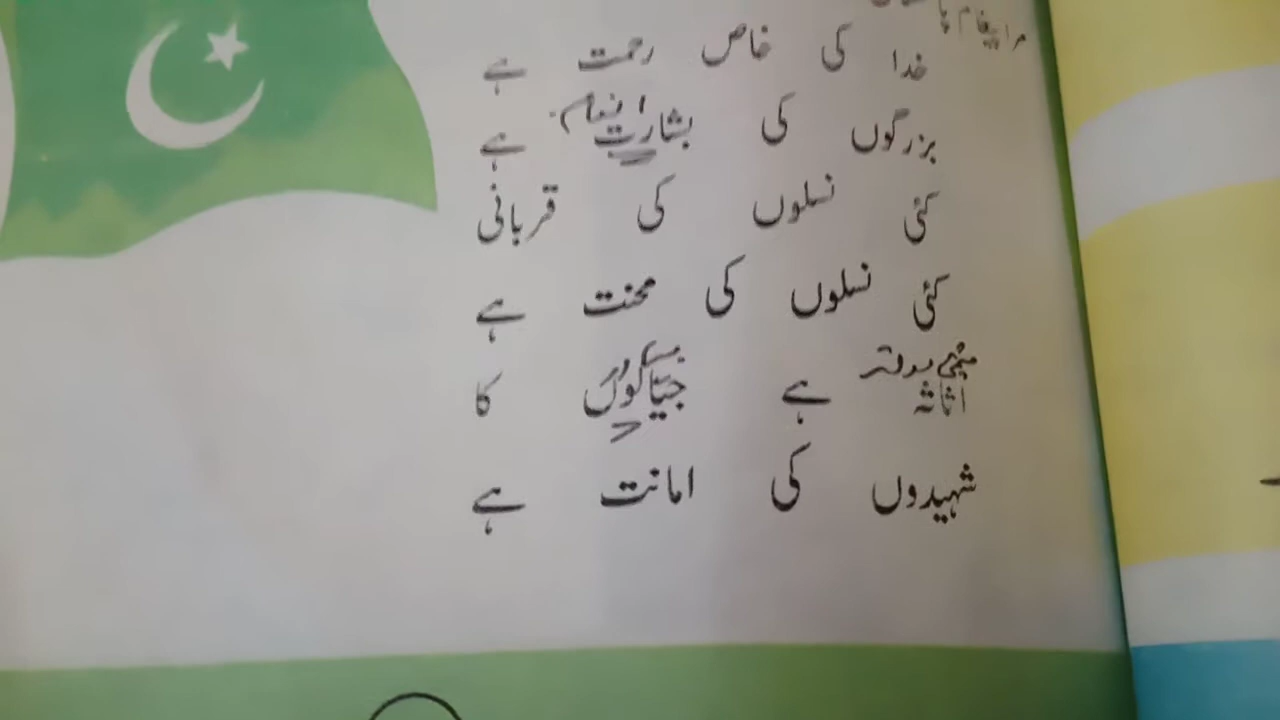 خدا کی خاص رحمت ہے
انعام
بزرگوں کی بشارت ہے
کئی نسلوں کی قربانی
کئی نسلوں کی محنت ہے
اثاثہ ہے جیالوں کا
شہیدوں کی امانت ہے